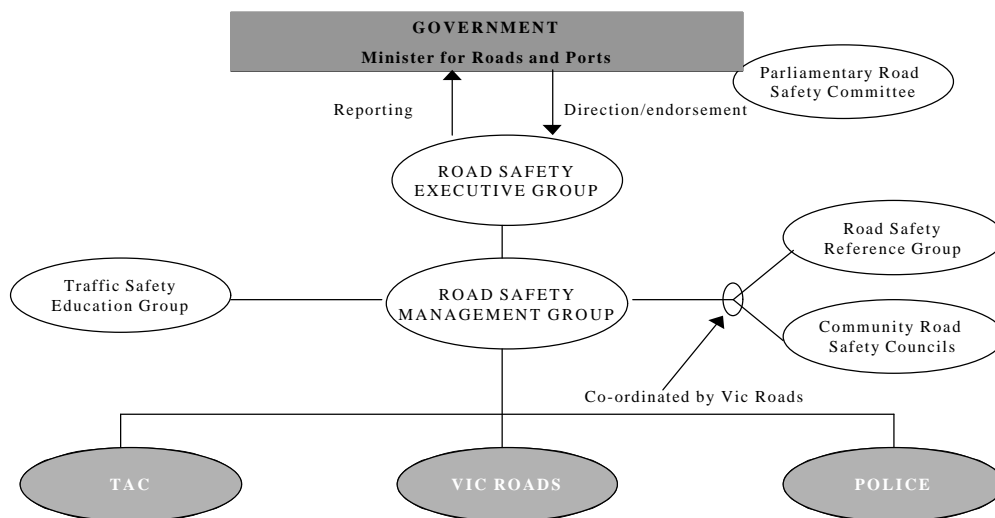 GOVERNMENT
Minister for Roads and Ports
Parliamentary Road
Safety Committee
Reporting
Direction/endorsement
ROAD SAFETY
EXECUTIVE GROUP
Road Safety
Reference Group
Traffic Safety
Education Group
ROAD SAFETY
MANAGEMENT GROUP
Community Road
Safety Councils
Co-ordinated by Vic Roads
TAC
VIC ROADS
POLICE